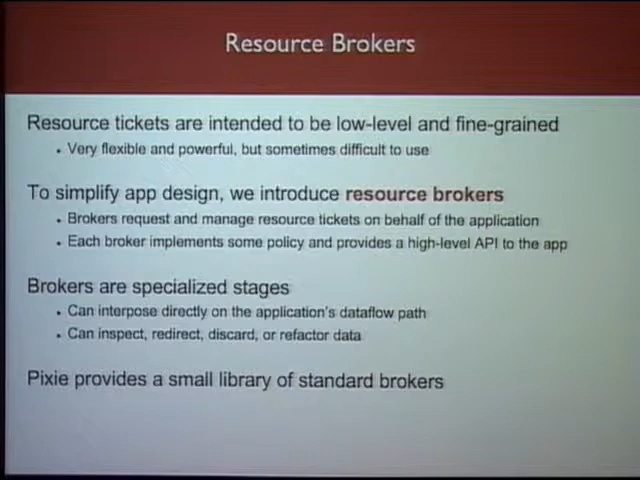 Resource Brokers
Resource tickets are intended to be low-level and fine-grained
• Very flexible and powerful, but sometimes difficult to use
To simplify app design, we introduce resource brokers
• Brokers request and manage resource tickets on behalf of the application
• Each broker implements some policy and provides a high-level API to the app
Brokers are specialized stages
• Can interpose directly on the application's dataflow path
• Can inspect, redirect, discard, or refactor data
Pixie provides a small library of standard brokers